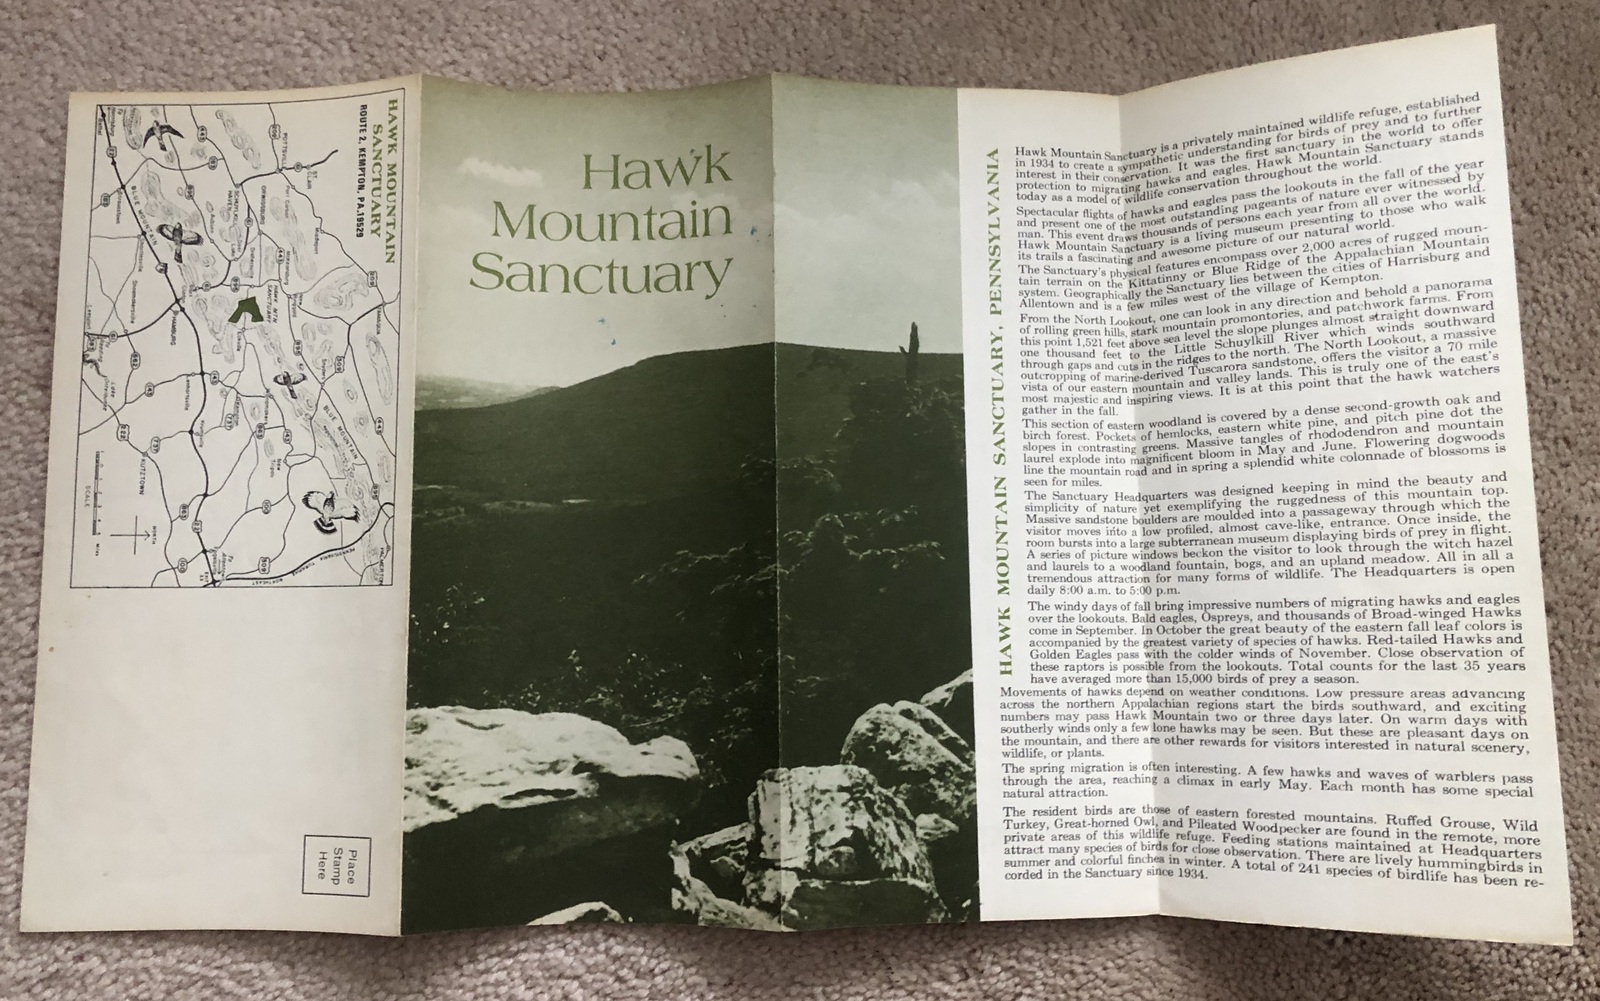 HAWK MOUNTAIN
SANCTUARY
ROUTE 2, KEMPTON, PA. 19529
POTTSVILLE
ORWIGSBURG
HAWK MTN
SANCTUARY
HAMBURG
BLUE MOUNTAIN
BLUE MOUNTAIN
KUTZTOWN
SCALE
NORTH
Place
Stamp
Here
Hawk
Mountain
Sanctuary
HAWK MOUNTAIN SANCTUARY, PENNSYLVANIA
Hawk Mountain Sanctuary is a privately maintained wildlife refuge, established
in 1934 to create a sympathetic understanding for birds of prey and to further
interest in their conservation. It was the first sanctuary in the world to offer
protection to migrating hawks and eagles. Hawk Mountain Sanctuary stands
today as a model of wildlife conservation throughout the world.
Spectacular flights of hawks and eagles pass the lookouts in the fall of the year
and present one of the most outstanding pageants of nature ever witnessed by
man. This event draws thousands of persons each year from all over the world.
Hawk Mountain Sanctuary is a living museum presenting to those who walk
its trails a fascinating and awesome picture of our natural world.
The Sanctuary's physical features encompass over 2,000 acres of rugged moun-
tain terrain on the Kittatinny or Blue Ridge of the Appalachian Mountain
system. Geographically the Sanctuary lies between the cities of Harrisburg and
Allentown and is a few miles west of the village of Kempton.
From the North Lookout, one can look in any direction and behold a panorama
of rolling green hills, stark mountain promontories, and patchwork farms. From
this point 1,521 feet above sea level the slope plunges almost straight downward
one thousand feet to the Little Schuylkill River which winds southward
through gaps and cuts in the ridges to the north. The North Lookout, a massive
outcropping of marine-derived Tuscarora sandstone, offers the visitor a 70 mile
vista of our eastern mountain and valley lands. This is truly one of the east's
most majestic and inspiring views. It is at this point that the hawk watchers
gather in the fall.
This section of eastern woodland is covered by a dense second-growth oak and
birch forest. Pockets of hemlocks, eastern white pine, and pitch pine dot the
slopes in contrasting greens. Massive tangles of rhododendron and mountain
laurel explode into magnificent bloom in May and June. Flowering dogwoods
line the mountain road and in spring a splendid white colonnade of blossoms is
seen for miles.
The Sanctuary Headquarters was designed keeping in mind the beauty and
simplicity of nature yet exemplifying the ruggedness of this mountain top.
Massive sandstone boulders are moulded into a passageway through which the
visitor moves into a low profiled, almost cave-like, entrance. Once inside, the
room bursts into a large subterranean museum displaying birds of prey in flight.
A series of picture windows beckon the visitor to look through the witch hazel
and laurels to a woodland fountain, bogs, and an upland meadow. All in all a
tremendous attraction for many forms of wildlife. The Headquarters is open
daily 8:00 a.m. to 5:00 p.m.
The windy days of fall bring impressive numbers of migrating hawks and eagles
over the lookouts. Bald eagles, Ospreys, and thousands of Broad-winged Hawks
come in September. In October the great beauty of the eastern fall leaf colors is
accompanied by the greatest variety of species of hawks. Red-tailed Hawks and
Golden Eagles pass with the colder winds of November. Close observation of
these raptors is possible from the lookouts. Total counts for the last 35 years
have averaged more than 15,000 birds of prey a season.
Movements of hawks depend on weather conditions. Low pressure areas advancing
across the northern Appalachian regions start the birds southward, and exciting
numbers may pass Hawk Mountain two or three days later. On warm days with
southerly winds only a few lone hawks may be seen. But these are pleasant days on
the mountain, and there are other rewards for visitors interested in natural scenery,
wildlife, or plants.
The spring migration is often interesting. A few hawks and waves of warblers pass
through the area, reaching a climax in early May. Each month has some special
natural attraction.
The resident birds are those of eastern forested mountains. Ruffed Grouse, Wild
Turkey, Great-horned Owl, and Pileated Woodpecker are found in the remote, more
private areas of this wildlife refuge. Feeding stations maintained at Headquarters
attract many species of birds for close observation. There are lively hummingbirds in
summer and colorful finches in winter. A total of 241 species of birdlife has been re-
corded in the Sanctuary since 1934.